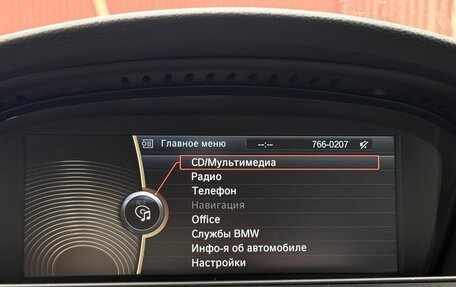 Главное меню --:-- 766-0207
CD/Мультимедиа
Радио
Телефон
Навигация
Office
Службы BMW
Инфо-я об автомобиле
Настройки